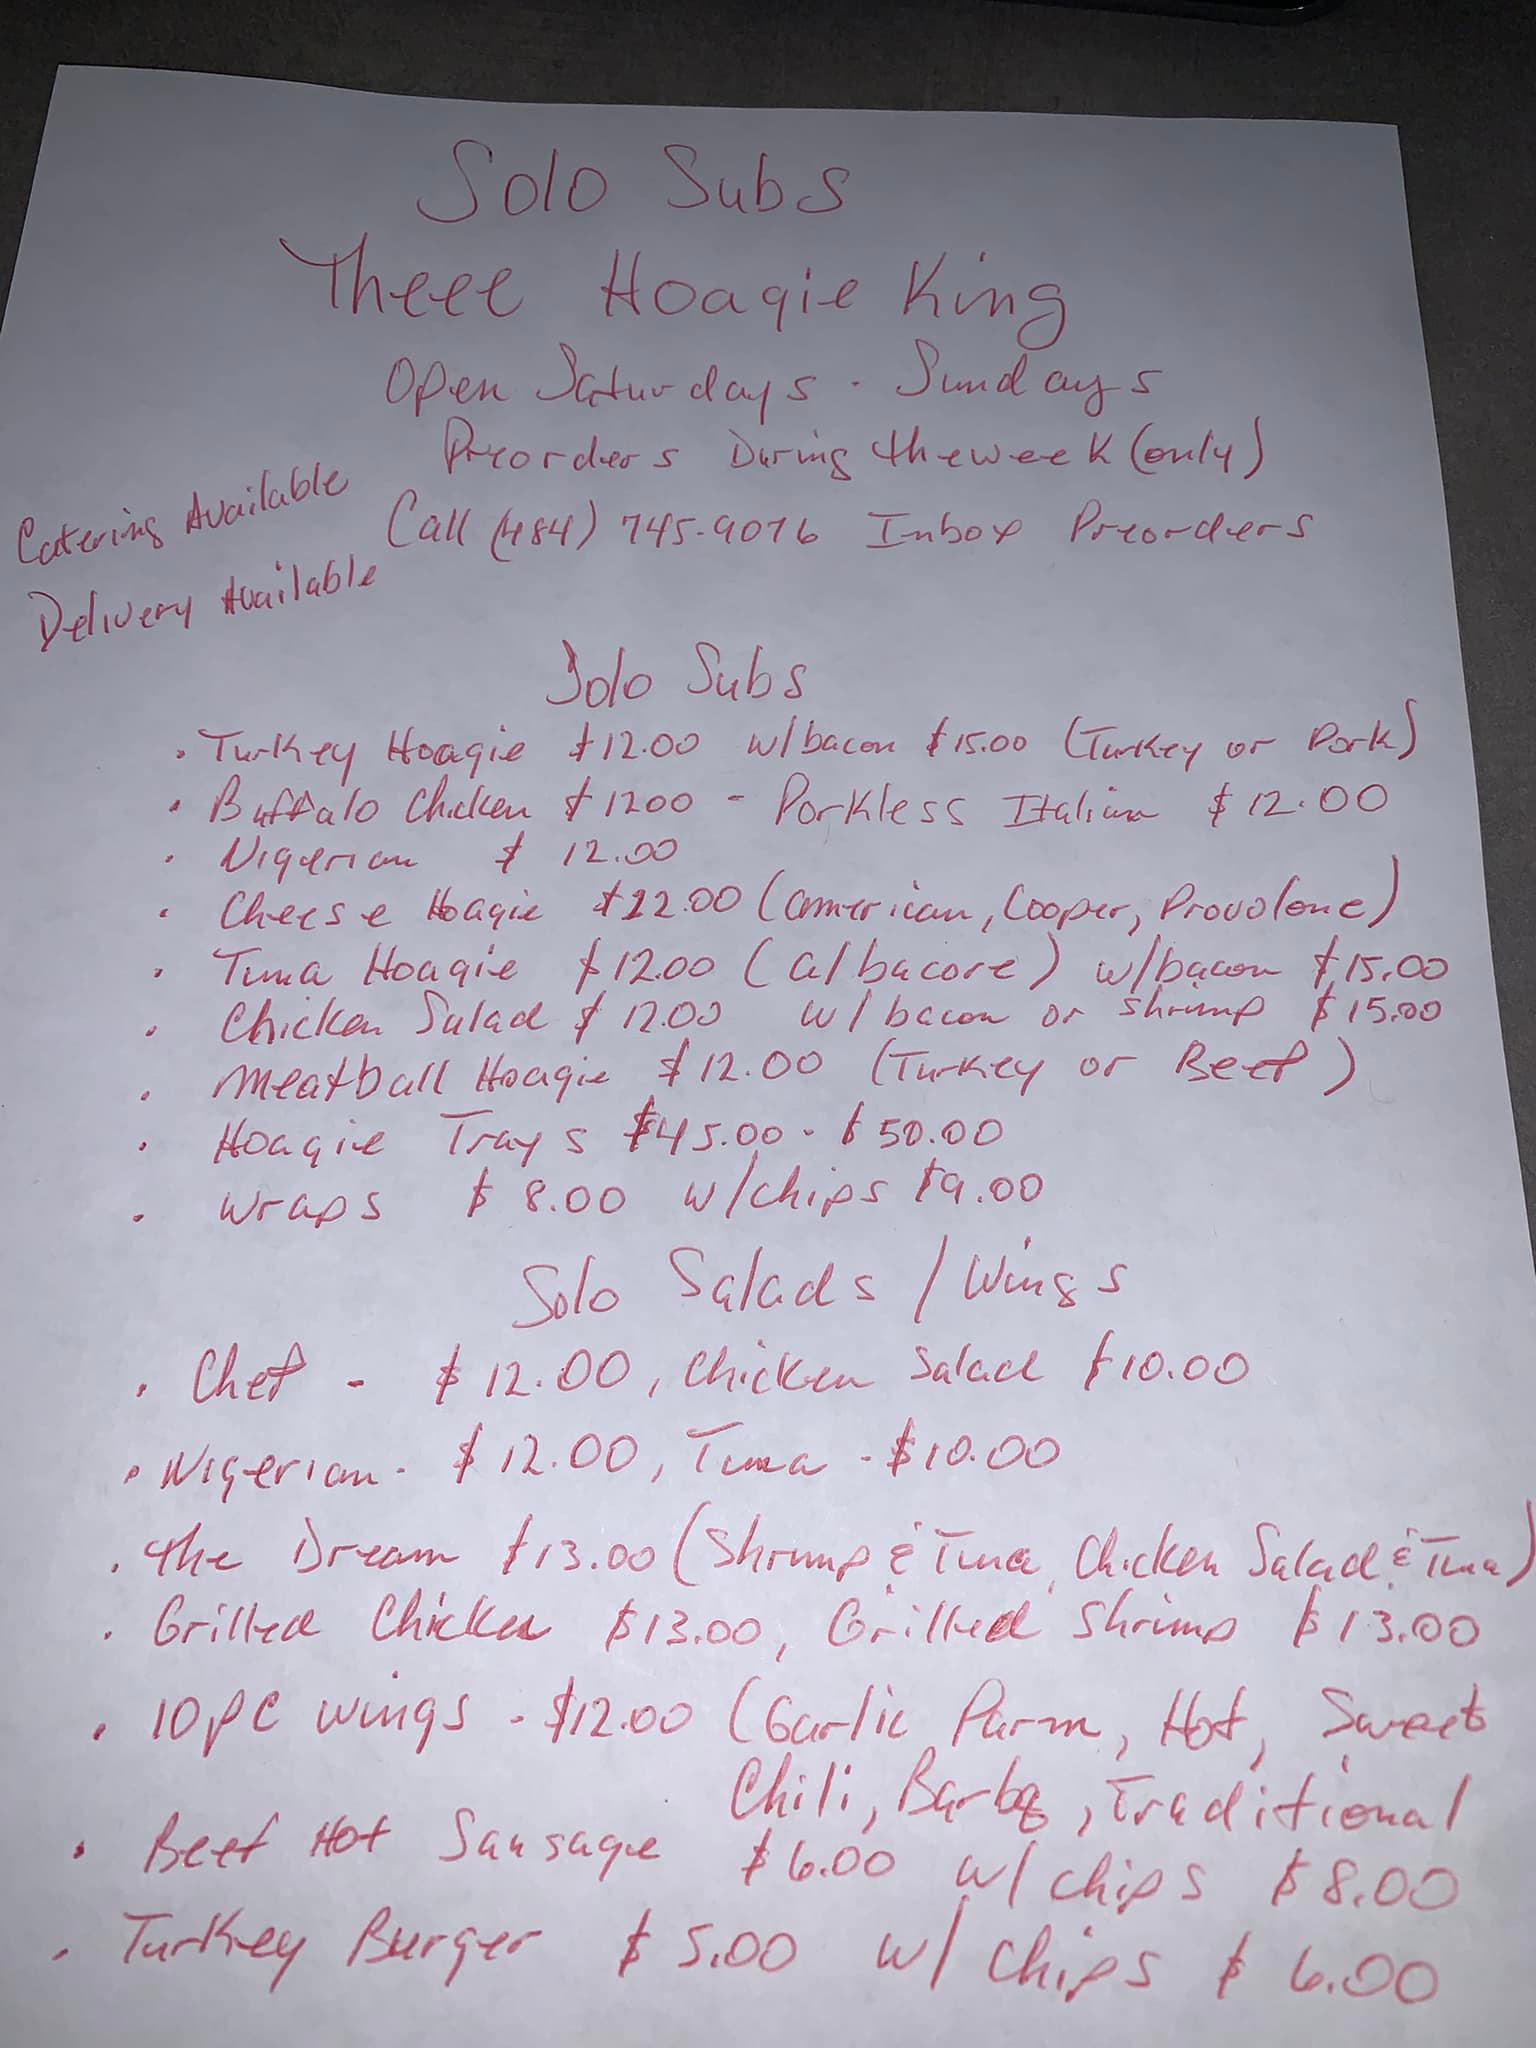 Solo Subs
Theee Hoagie King
Open Saturdays - Sundays
Preorders During the week (only)
Catering Available
Call (484) 745-9076 Inbox Preorders
Delivery Available
Solo Subs
• Turkey Hoagie $12.00 w/bacon $15.00 (Turkey or Pork)
• Buffalo Chicken $1200 - Porkless Italian $12.00
• Nigerian $12.00
• Cheese Hoagie $12.00 (American, Cooper, Provolone)
• Tuna Hoagie $12.00 (albacore) w/bacon $15.00
• Chicken Salad $12.00 w/bacon or shrimp $15.00
• Meatball Hoagie $12.00 (Turkey or Beef)
• Hoagie Trays $45.00 - $50.00
• Wraps $8.00 w/chips $9.00
Solo Salads / Wings
• Chef - $12.00, Chicken Salad $10.00
• Nigerian - $12.00, Tuna - $10.00
• The Dream $13.00 (Shrimp & Tuna, Chicken Salad & Tuna)
• Grilled Chicken $13.00, Grilled Shrimp $13.00
• 10pc wings - $12.00 (Garlic Parm, Hot, Sweet
Chili, Barbq, Traditional
• Beef Hot Sausage $6.00 w/ chips $8.00
• Turkey Burger $5.00 w/ chips $6.00